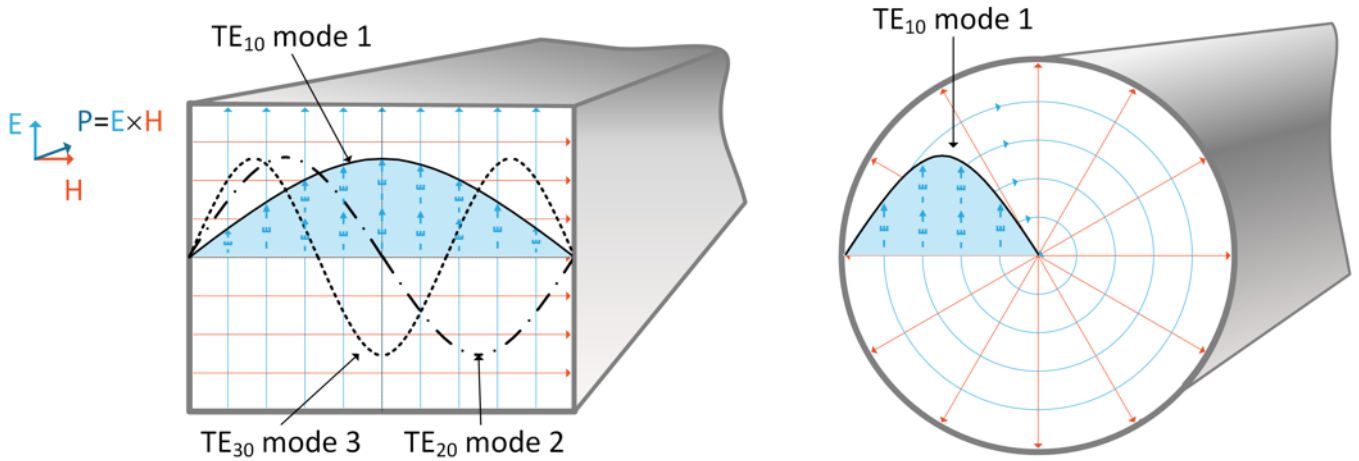 TE₁₀ mode 1
E
P=E×H
H
E E E E E E E E E
TE₃₀ mode 3
TE₂₀ mode 2
TE₁₀ mode 1
E E E E